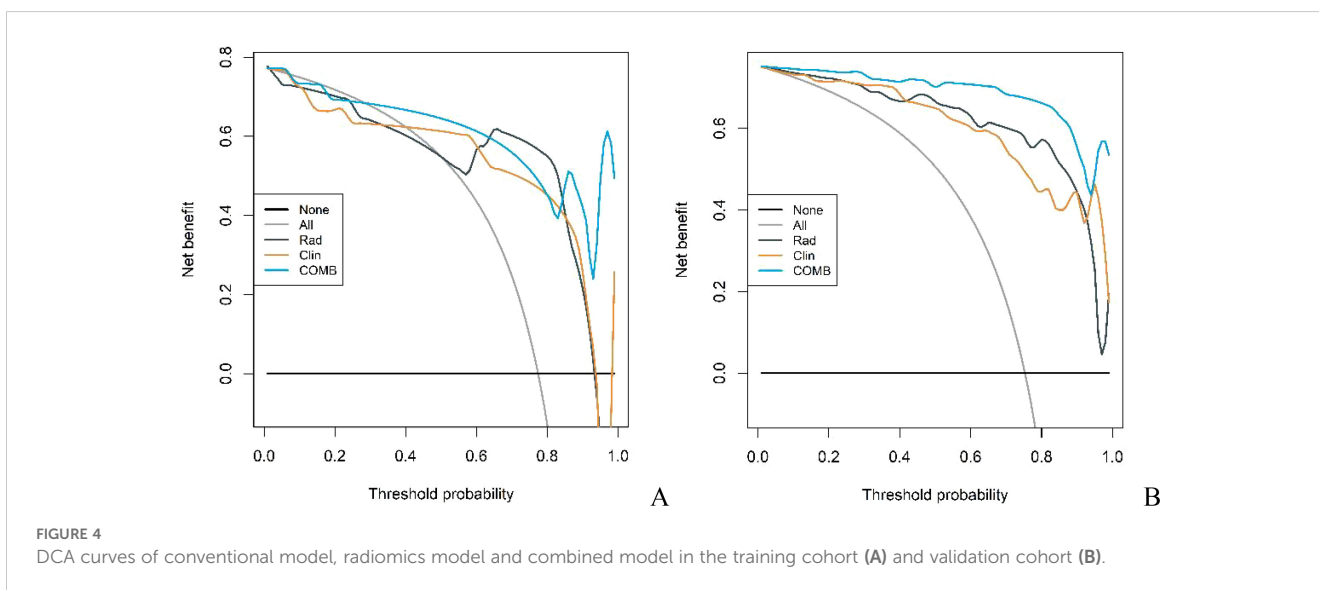 0.8
0.6
0.4
0.2
0.0
Net benefit
None
All
Rad
Clin
COMB
0.0 0.2 0.4 0.6 0.8 1.0
Threshold probability
A
0.6
0.4
0.2
0.0
Net benefit
None
All
Rad
Clin
COMB
0.0 0.2 0.4 0.6 0.8 1.0
Threshold probability
B
FIGURE 4
DCA curves of conventional model, radiomics model and combined model in the training cohort (A) and validation cohort (B).